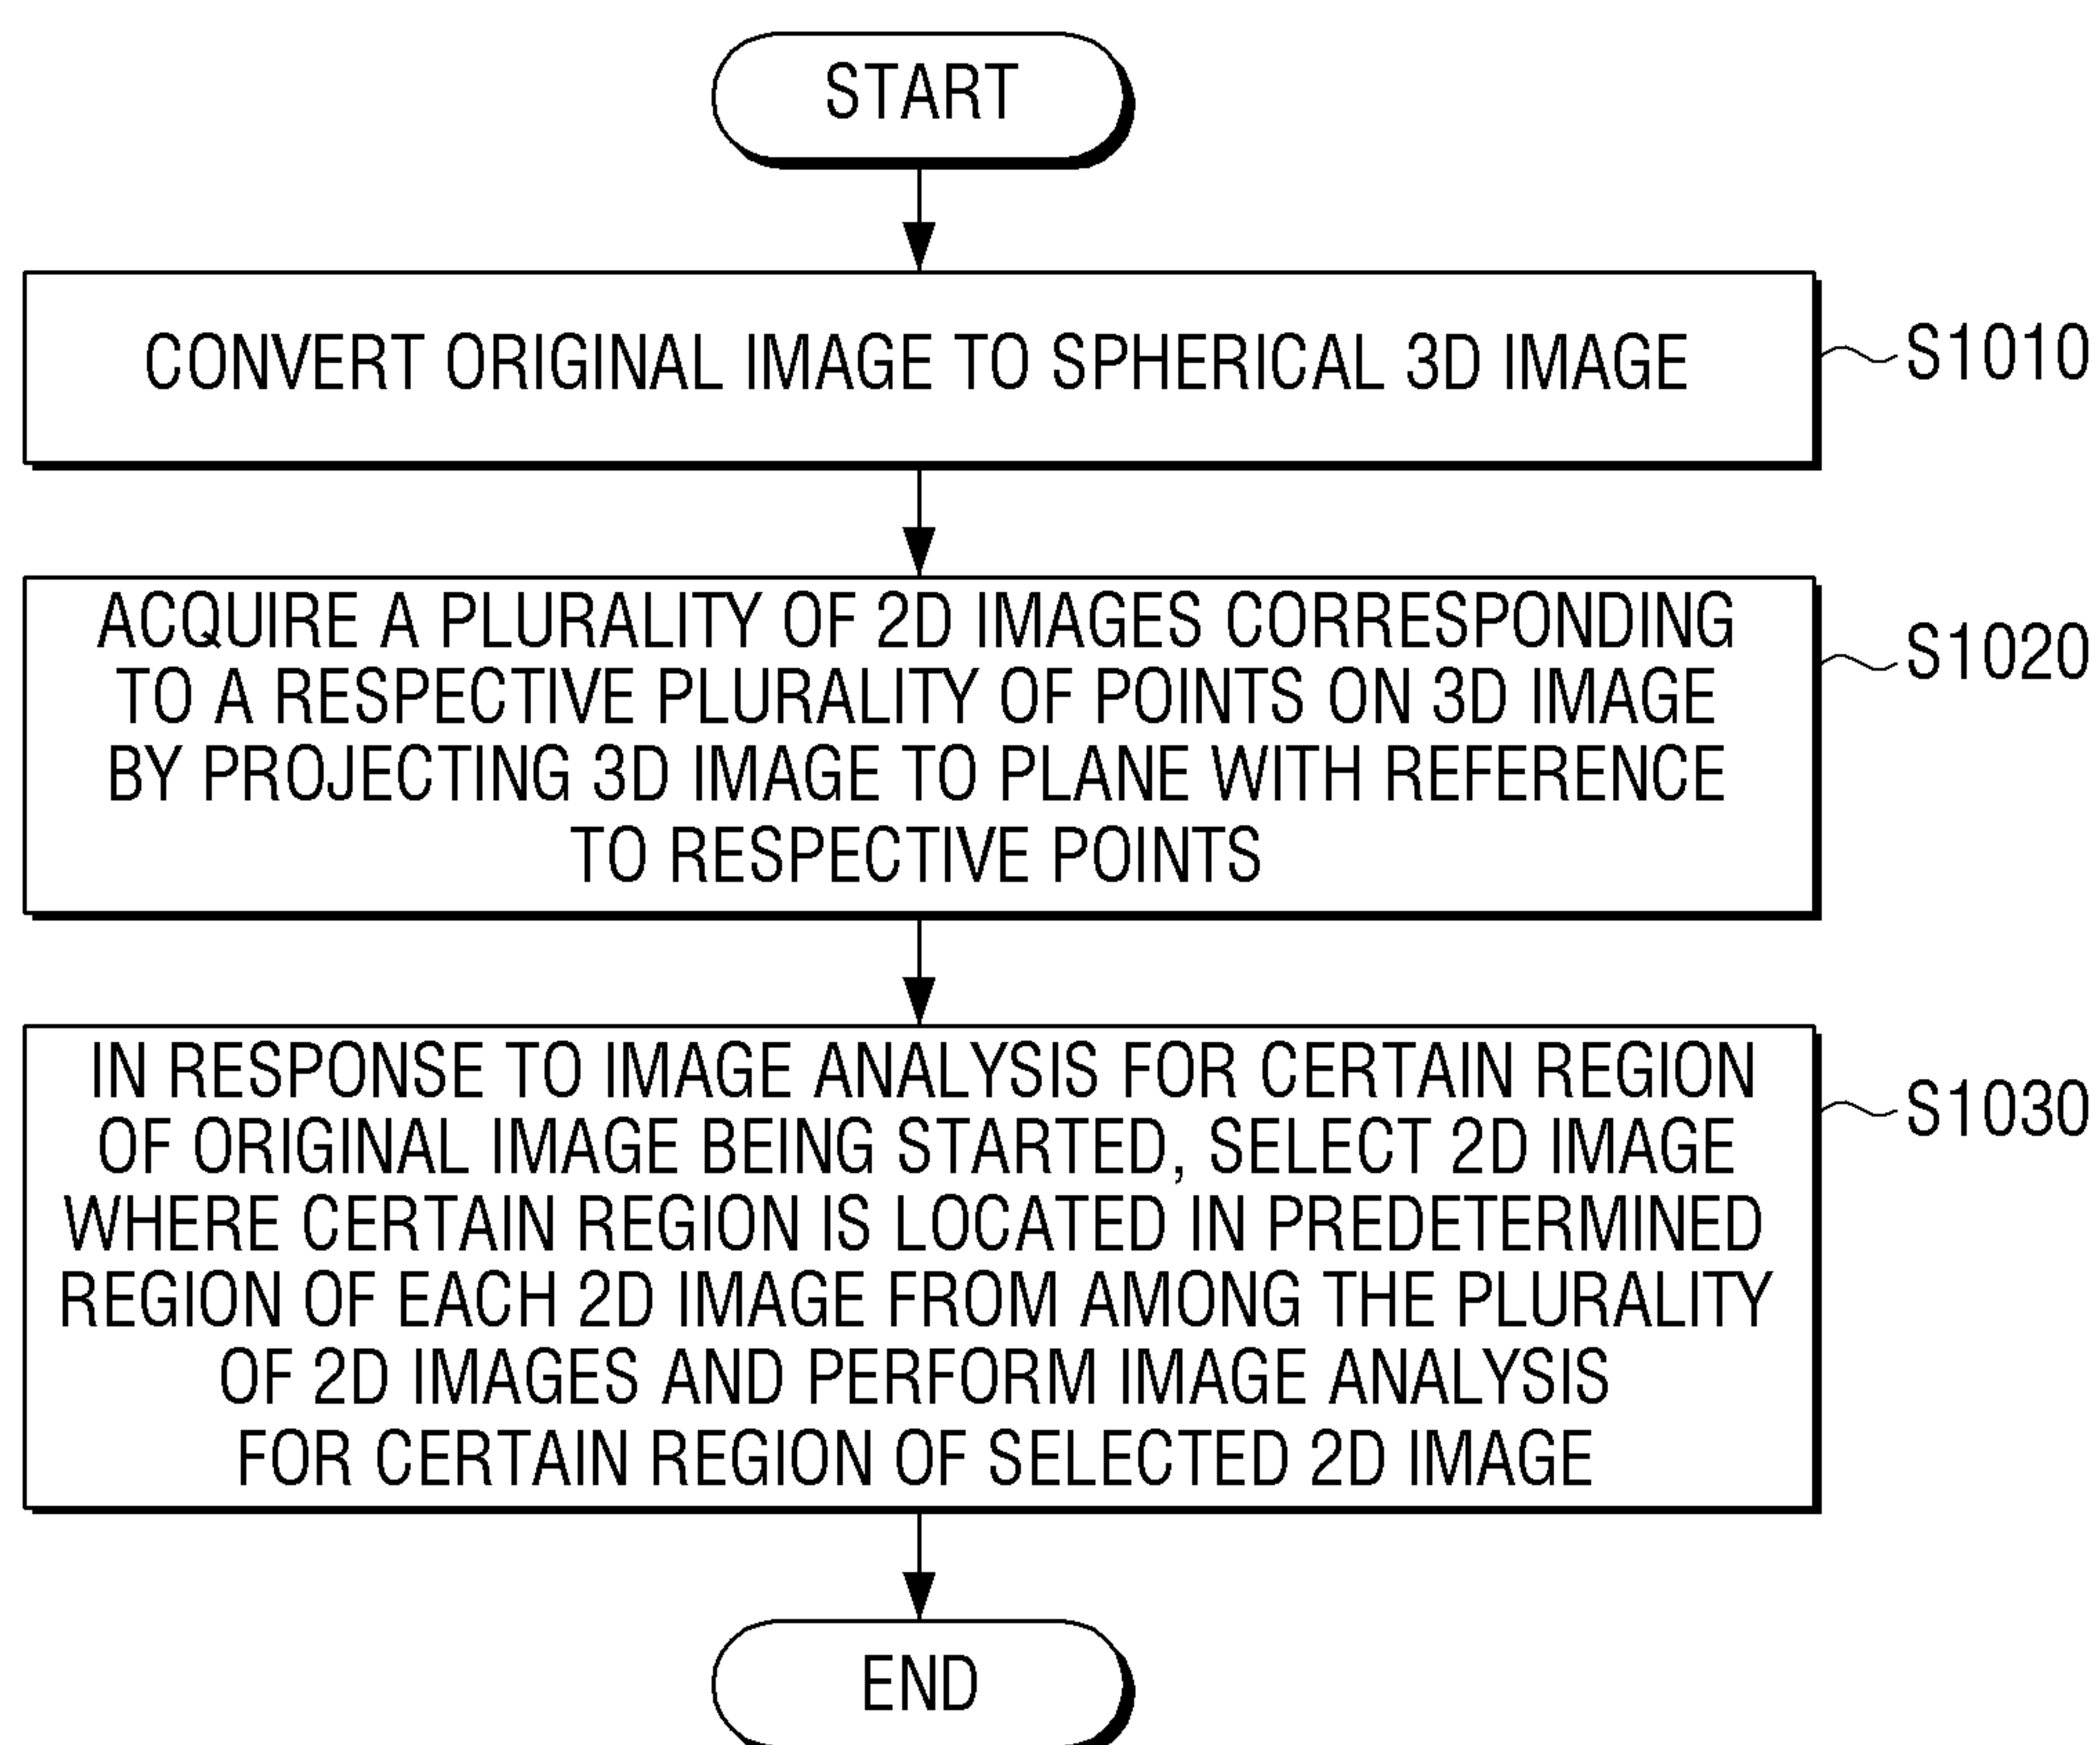 START
CONVERT ORIGINAL IMAGE TO SPHERICAL 3D IMAGE
S1010
ACQUIRE A PLURALITY OF 2D IMAGES CORRESPONDING
TO A RESPECTIVE PLURALITY OF POINTS ON 3D IMAGE
BY PROJECTING 3D IMAGE TO PLANE WITH REFERENCE
TO RESPECTIVE POINTS
S1020
IN RESPONSE TO IMAGE ANALYSIS FOR CERTAIN REGION
OF ORIGINAL IMAGE BEING STARTED, SELECT 2D IMAGE
WHERE CERTAIN REGION IS LOCATED IN PREDETERMINED
REGION OF EACH 2D IMAGE FROM AMONG THE PLURALITY
OF 2D IMAGES AND PERFORM IMAGE ANALYSIS
FOR CERTAIN REGION OF SELECTED 2D IMAGE
S1030
END